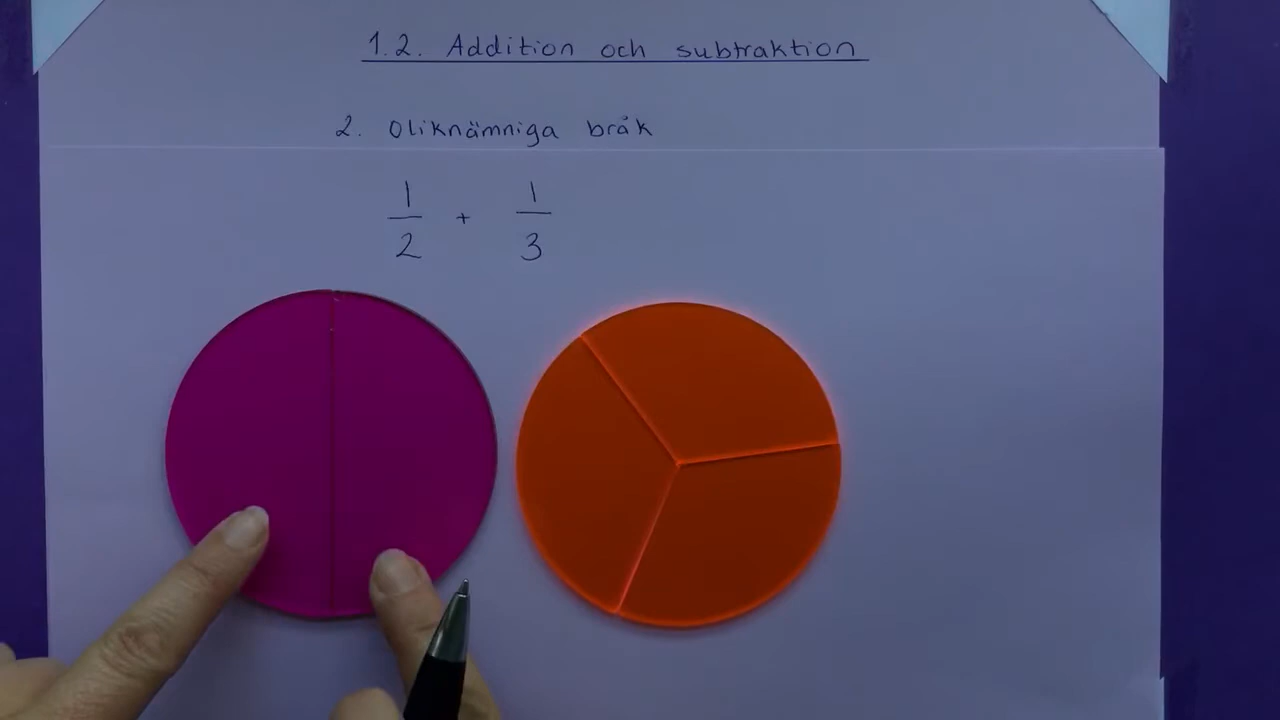 1.2. Addition och subtraktion
2. Oliknämniga bråk
1/2 + 1/3